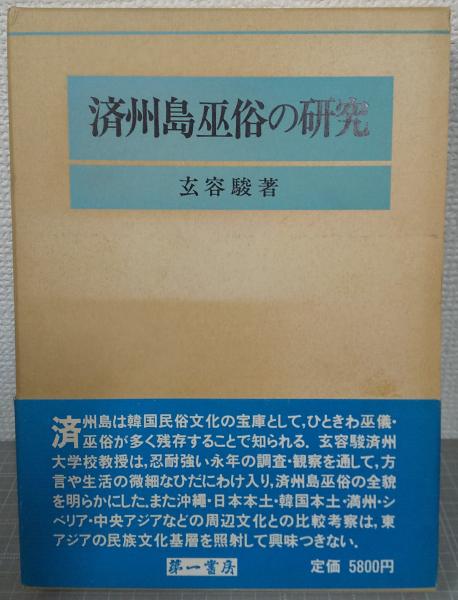 済州島巫俗の研究
玄容駿著
済州島は韓国民俗文化の宝庫として,ひときわ巫儀・
巫俗が多く残存することで知られる. 玄容駿済州
大学校教授は,忍耐強い永年の調査・観察を通して,方
言や生活の微細なひだにわけ入り,済州島巫俗の全貌
を明らかにした.また沖縄・日本本土・韓国本土・満州・シ
ベリア・中央アジアなどの周辺文化との比較考察は,東
アジアの民族文化基層を照射して興味つきない.
第一書房
定価 5800円